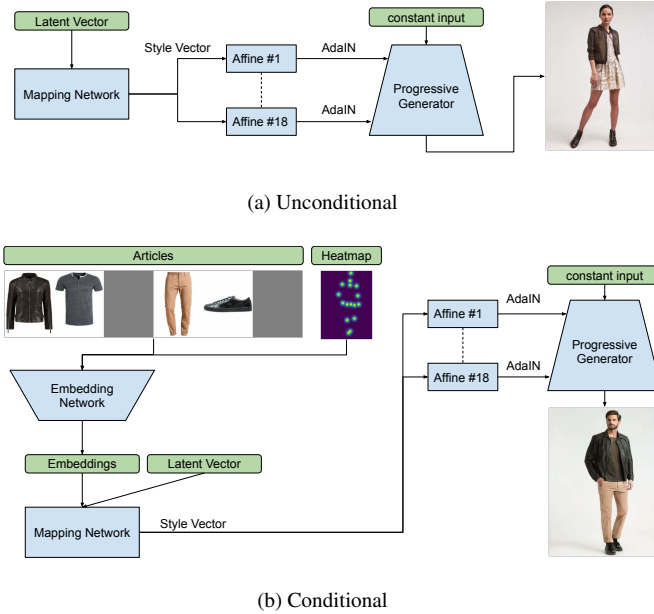 Latent Vector
constant input
Style Vector
Affine #1
AdaIN
Mapping Network
Progressive
Generator
Affine #18
AdaIN
(a) Unconditional
Articles
Heatmap
constant input
Affine #1
AdaIN
Progressive
Generator
Affine #18
AdaIN
Embedding
Network
Embeddings
Latent Vector
Mapping Network
Style Vector
(b) Conditional